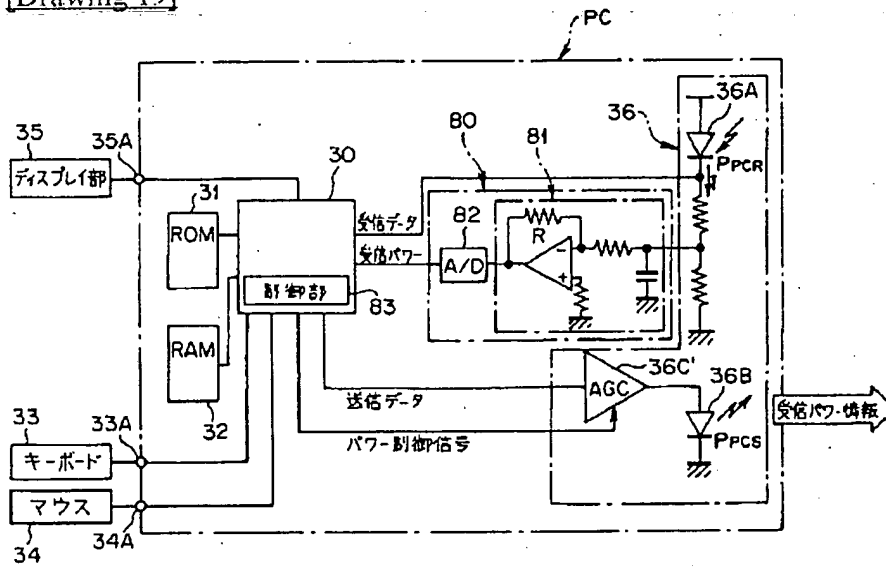 PC
36A
36
80
81
35
35A
30
PPCR
ディスプレイ部
31
ROM
受信データ
82
R
受信パワー
A/D
-
+
制御部
83
RAM
32
36C'
AGC
36B
送信データ
受信パワー情報
PPCS
33
33A
キーボード
パワー制御信号
マウス
34
34A